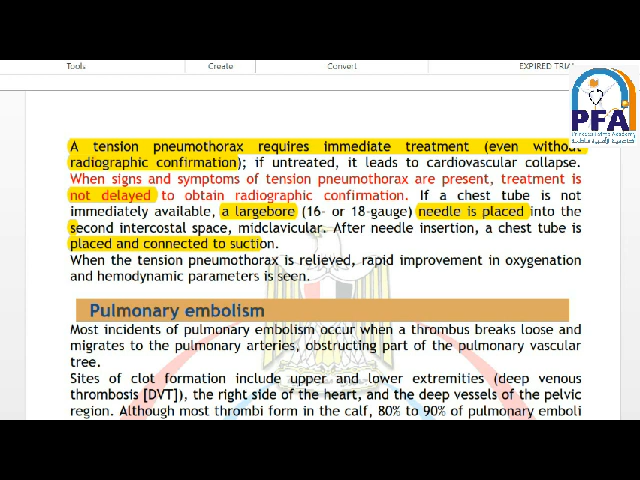 Tools
Create
Convert
EXPIRED TRIAL
PFA
A tension pneumothorax requires immediate treatment (even without
radiographic confirmation); if untreated, it leads to cardiovascular collapse.
When signs and symptoms of tension pneumothorax are present, treatment is
not delayed to obtain radiographic confirmation. If a chest tube is not
immediately available, a largebore (16- or 18-gauge) needle is placed into the
second intercostal space, midclavicular. After needle insertion, a chest tube is
placed and connected to suction.
When the tension pneumothorax is relieved, rapid improvement in oxygenation
and hemodynamic parameters is seen.
Pulmonary embolism
Most incidents of pulmonary embolism occur when a thrombus breaks loose and
migrates to the pulmonary arteries, obstructing part of the pulmonary vascular
tree.
Sites of clot formation include upper and lower extremities (deep venous
thrombosis [DVT]), the right side of the heart, and the deep vessels of the pelvic
region. Although most thrombi form in the calf, 80% to 90% of pulmonary emboli